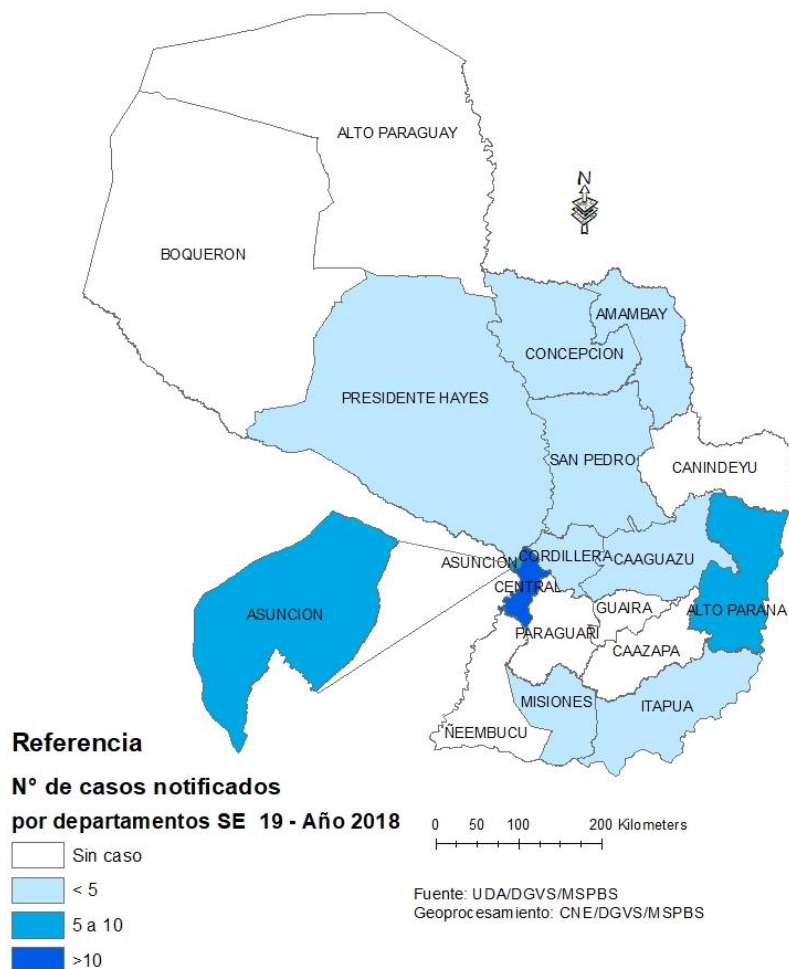 ALTO PARAGUAY
N
BOQUERON
AMAMBAY
CONCEPCION
PRESIDENTE HAYES
SAN PEDRO
CANINDEYU
ASUNCION
CORDILLERA
CAAGUAZU
CENTRAL
ASUNCION
GUAIRA
ALTO PARANA
PARAGUARI
CAAZAPA
MISIONES
ITAPUA
ÑEEMBUCU
Referencia
N° de casos notificados
por departamentos SE 19 - Año 2018
Sin caso
< 5
5 a 10
>10
0 50 100 200 Kilometers
Fuente: UDA/DGVS/MSPBS
Geoprocesamiento: CNE/DGVS/MSPBS